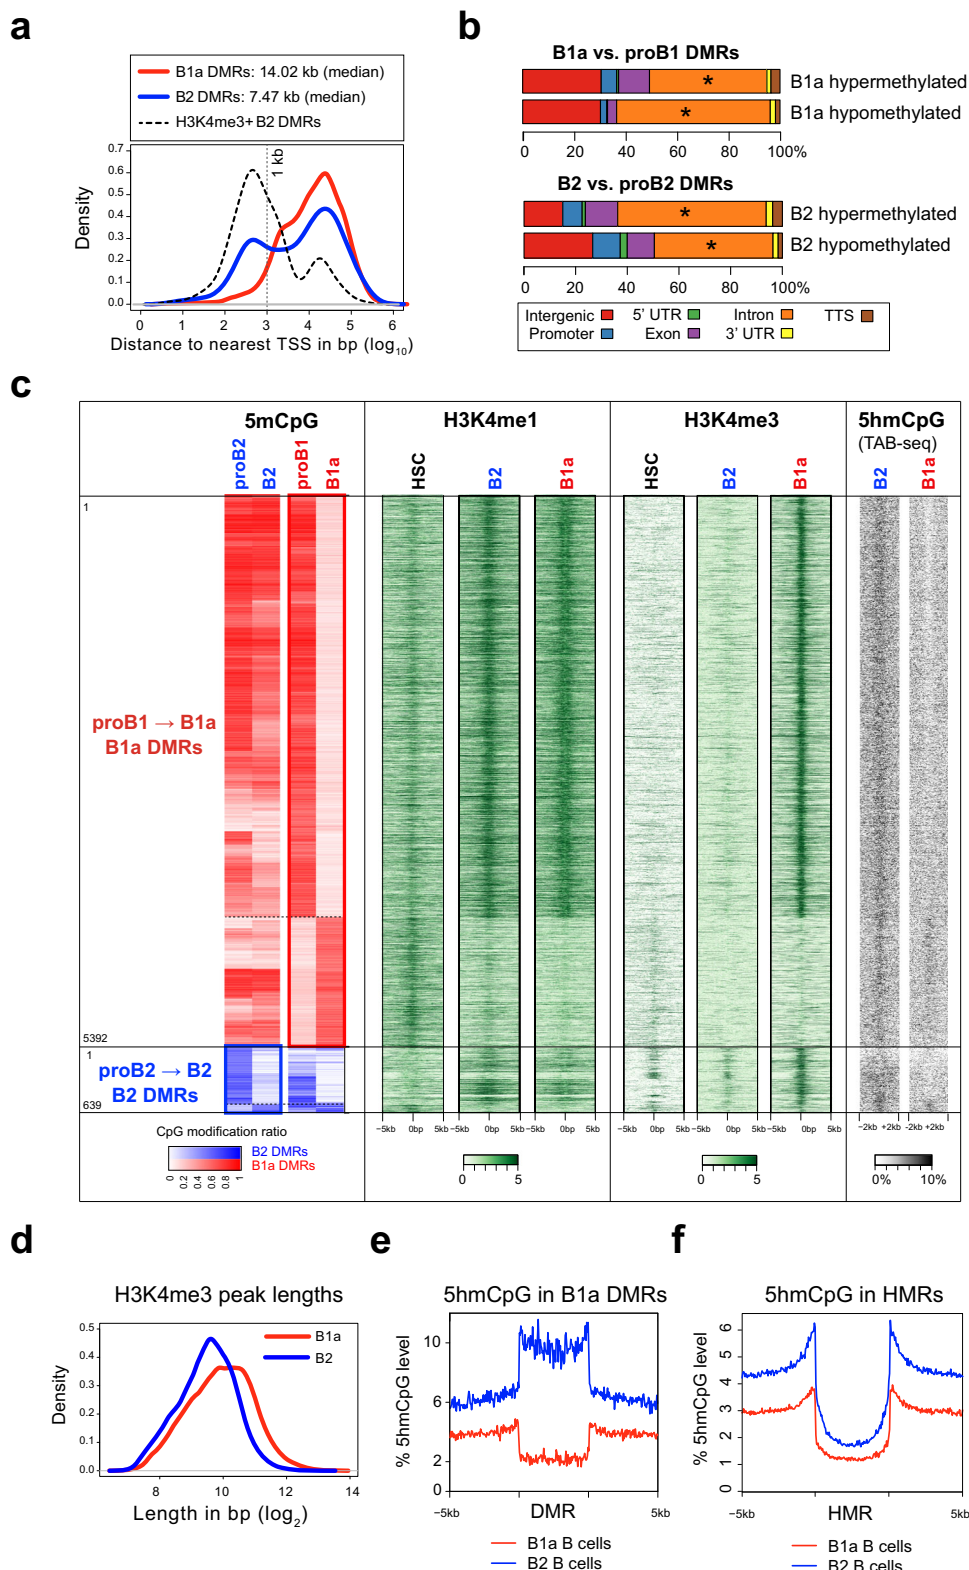 a
B1a DMRs: 14.02 kb (median)
B2 DMRs: 7.47 kb (median)
H3K4me3+ B2 DMRs
Density
0.7
0.6
0.5
0.4
0.3
0.2
0.1
0.0
1 kb
0 1 2 3 4 5 6
Distance to nearest TSS in bp (log10)
b
B1a vs. proB1 DMRs
* B1a hypermethylated
* B1a hypomethylated
0 20 40 60 80 100%
B2 vs. proB2 DMRs
* B2 hypermethylated
* B2 hypomethylated
0 20 40 60 80 100%
Intergenic 5' UTR Intron TTS
Promoter Exon 3' UTR
c
5mCpG H3K4me1 H3K4me3 5hmCpG
(TAB-seq)
proB2 B2 proB1 B1a HSC B2 B1a HSC B2 B1a B2 B1a
1
proB1 → B1a
B1a DMRs
5392
1
proB2 → B2
B2 DMRs
639
−5kb 0bp 5kb −5kb 0bp 5kb −5kb 0bp 5kb −5kb 0bp 5kb −5kb 0bp 5kb −5kb 0bp 5kb −2kb +2kb −2kb +2kb
CpG modification ratio
B2 DMRs
B1a DMRs
0 0.2 0.4 0.6 0.8 1
0 5
0 5
0% 10%
d
H3K4me3 peak lengths
B1a
B2
Density
0.5
0.4
0.3
0.2
0.1
0.0
8 10 12 14
Length in bp (log2)
e
5hmCpG in B1a DMRs
% 5hmCpG level
10
6
2
0
−5kb DMR 5kb
B1a B cells
B2 B cells
f
5hmCpG in HMRs
% 5hmCpG level
6
5
4
3
2
1
0
−5kb HMR 5kb
B1a B cells
B2 B cells